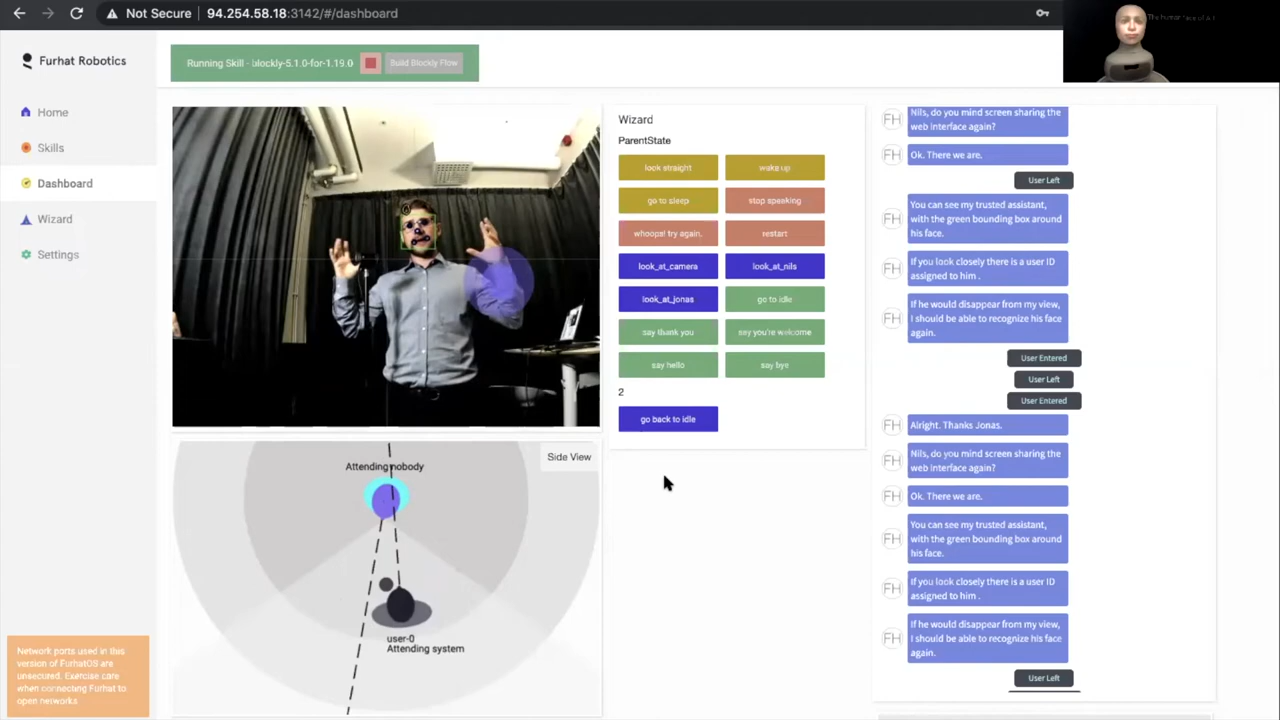 Not Secure
94.254.58.18:3142/#/dashboard
Furhat Robotics
Home
Skills
Dashboard
Wizard
Settings
Network ports used in this
version of FurhatOS are
unsecured. Exercise care
when connecting Furhat to
open networks
Running Skill - blockly-5.1.0-for-1.19.0
Build Blockly Flow
Attending nobody
Side View
user-0
Attending system
Wizard
ParentState
look straight
wake up
go to sleep
stop speaking
whoops! try again.
restart
look_at_camera
look_at_nils
look_at_jonas
go to idle
say thank you
say you're welcome
say hello
say bye
2
go back to idle
FH
Nils, do you mind screen sharing the
web interface again?
FH
Ok. There we are.
User Left
FH
You can see my trusted assistant,
with the green bounding box around
his face.
FH
If you look closely there is a user ID
assigned to him .
FH
If he would disappear from my view,
I should be able to recognize his face
again.
User Entered
User Left
User Entered
FH
Alright. Thanks Jonas.
FH
Nils, do you mind screen sharing the
web interface again?
FH
Ok. There we are.
FH
You can see my trusted assistant,
with the green bounding box around
his face.
FH
If you look closely there is a user ID
assigned to him .
FH
If he would disappear from my view,
I should be able to recognize his face
again.
User Left